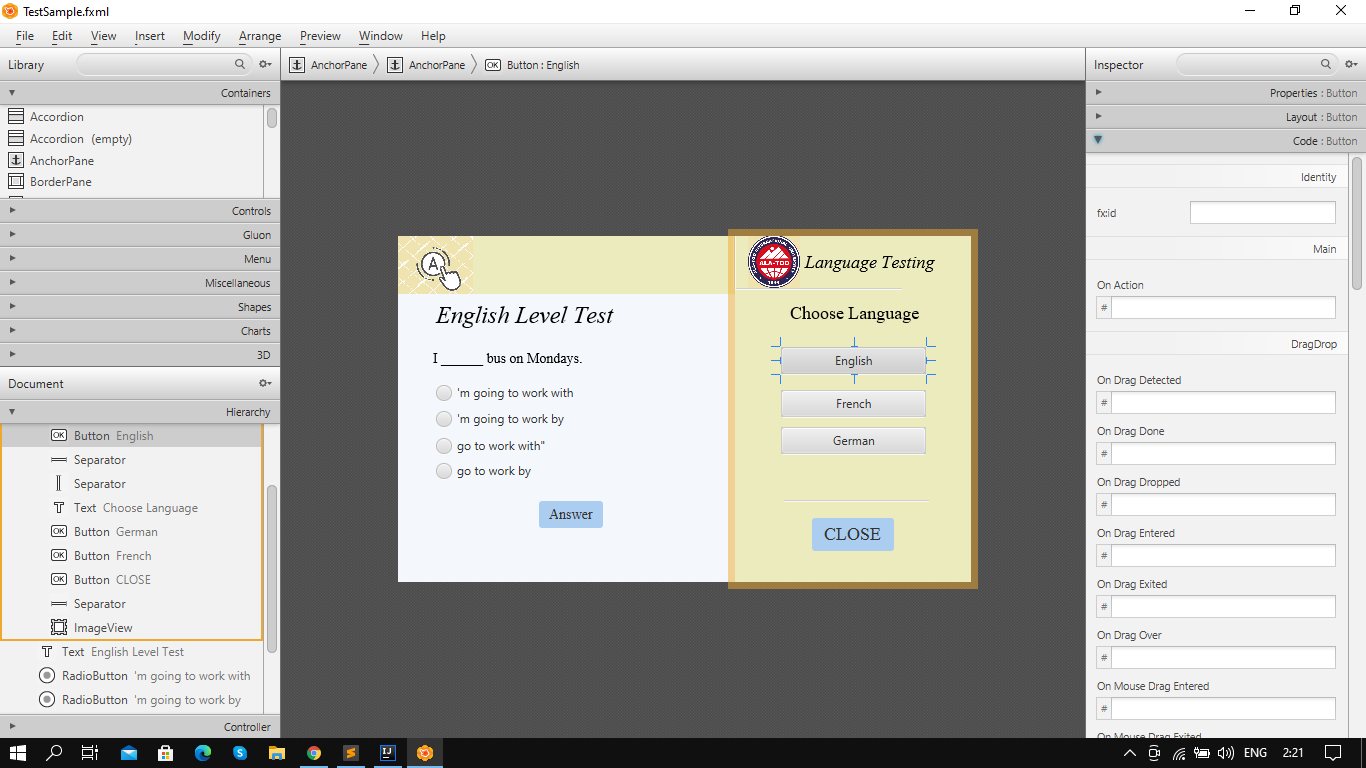 TestSample.fxml
File Edit View Insert Modify Arrange Preview Window Help
Library
AnchorPane AnchorPane OK Button : English
Inspector
Containers
Accordion
Accordion (empty)
AnchorPane
BorderPane
Controls
Gluon
Menu
Miscellaneous
Shapes
Charts
3D
Document
Hierarchy
OK Button English
Separator
Separator
T Text Choose Language
OK Button German
OK Button French
OK Button CLOSE
Separator
ImageView
T Text English Level Test
RadioButton 'm going to work with
RadioButton 'm going to work by
Controller
A
English Level Test
I ______ bus on Mondays.
'm going to work with
'm going to work by
go to work with"
go to work by
Answer
ALA-TOO
Language Testing
Choose Language
English
French
German
CLOSE
Properties : Button
Layout : Button
Code : Button
Identity
fx:id
Main
On Action
#
DragDrop
On Drag Detected
#
On Drag Done
#
On Drag Dropped
#
On Drag Entered
#
On Drag Exited
#
On Drag Over
#
On Mouse Drag Entered
#
On Mouse Drag Exited
S S IJ ENG 2:21